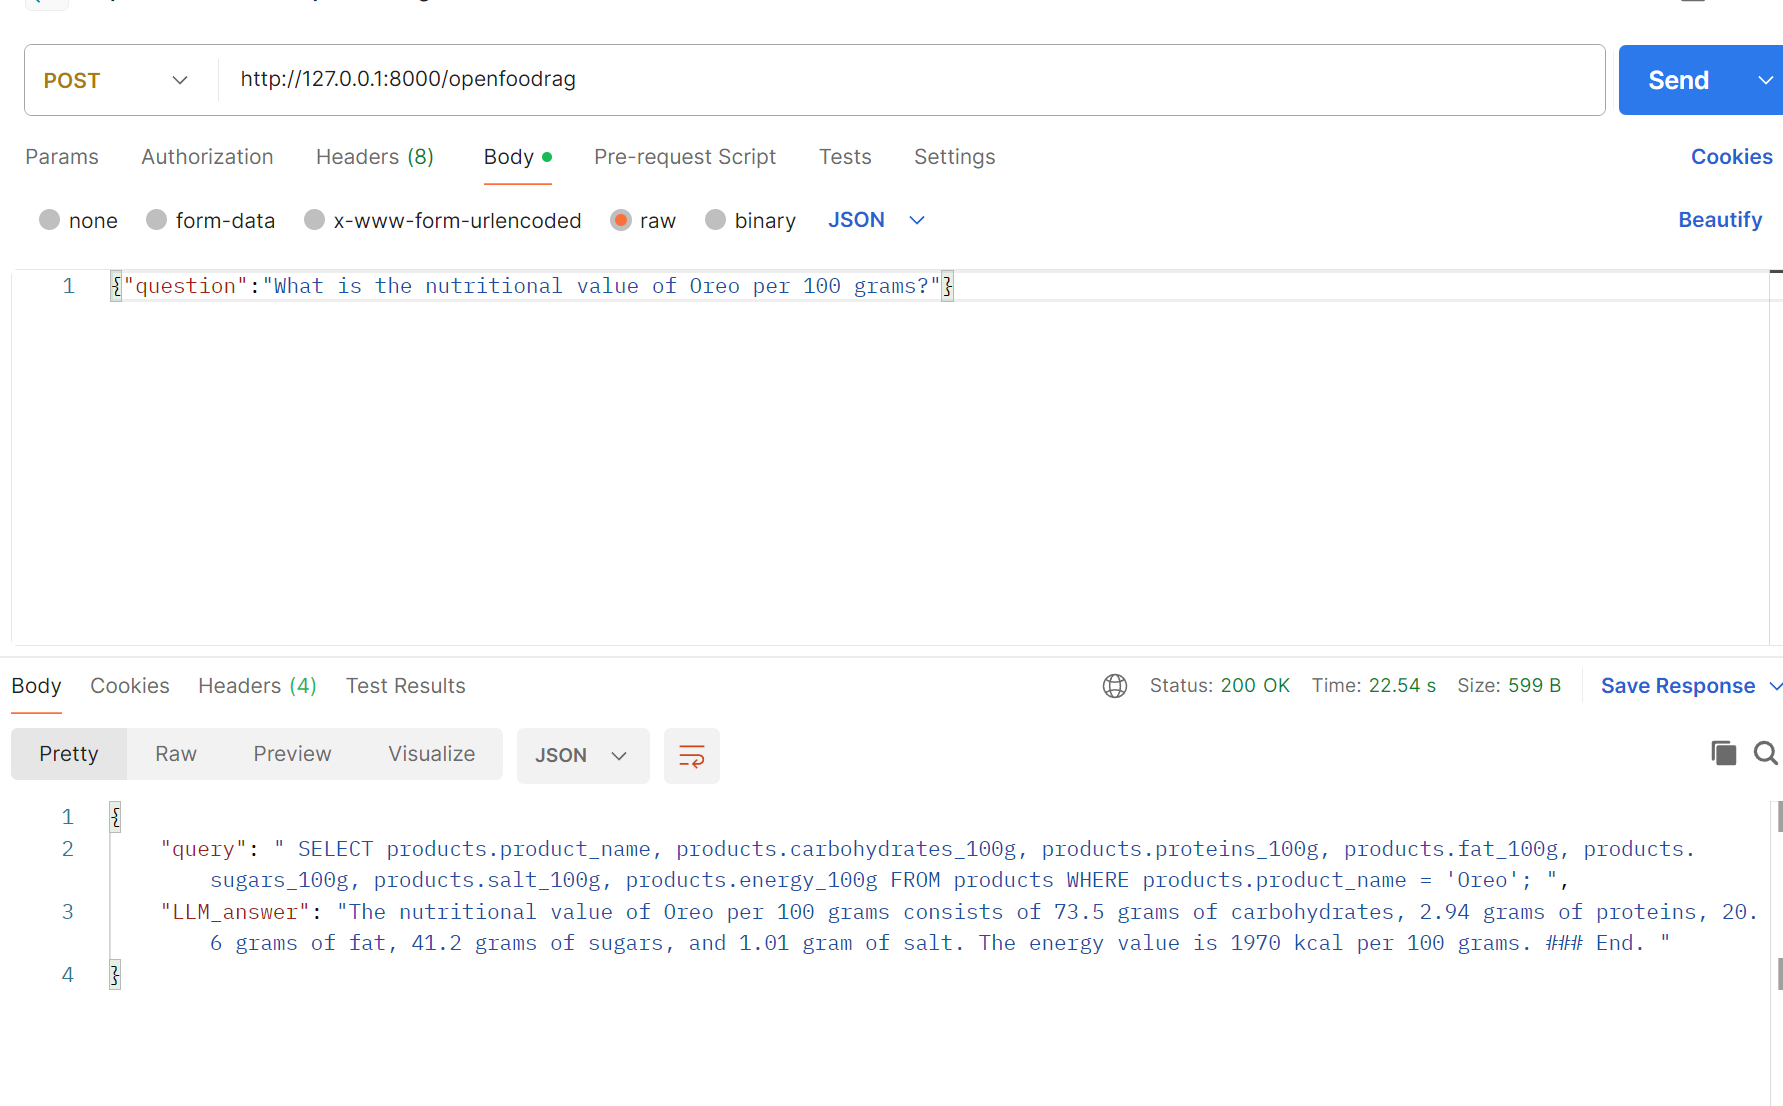 POST
http://127.0.0.1:8000/openfoodrag
Send
Params Authorization Headers (8) Body Pre-request Script Tests Settings Cookies
none form-data x-www-form-urlencoded raw binary JSON Beautify
1 {"question":"What is the nutritional value of Oreo per 100 grams?"}
Body Cookies Headers (4) Test Results Status: 200 OK Time: 22.54 s Size: 599 B Save Response
Pretty Raw Preview Visualize JSON
1 {
2 "query": " SELECT products.product_name, products.carbohydrates_100g, products.proteins_100g, products.fat_100g, products.
sugars_100g, products.salt_100g, products.energy_100g FROM products WHERE products.product_name = 'Oreo'; ",
3 "LLM_answer": "The nutritional value of Oreo per 100 grams consists of 73.5 grams of carbohydrates, 2.94 grams of proteins, 20.
6 grams of fat, 41.2 grams of sugars, and 1.01 gram of salt. The energy value is 1970 kcal per 100 grams. ### End. "
4 }